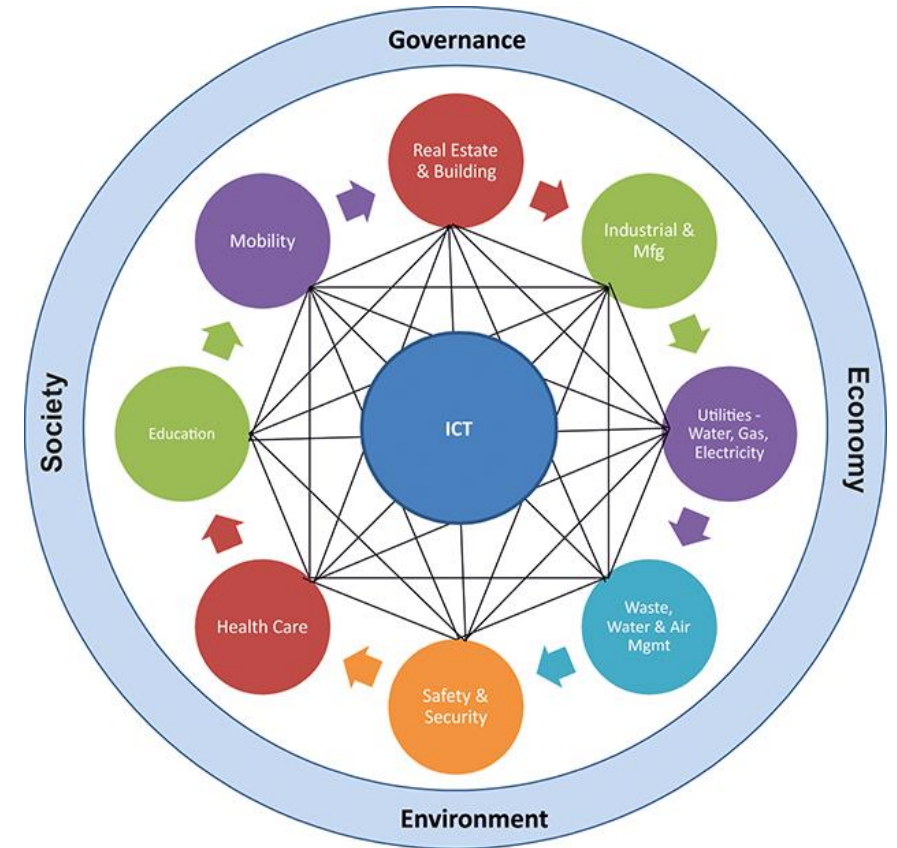 Governance
Real Estate
& Building
Mobility
Industrial &
Mfg
Society
Education
ICT
Utilities -
Water, Gas,
Electricity
Economy
Health Care
Waste,
Water & Air
Mgmt
Safety &
Security
Environment